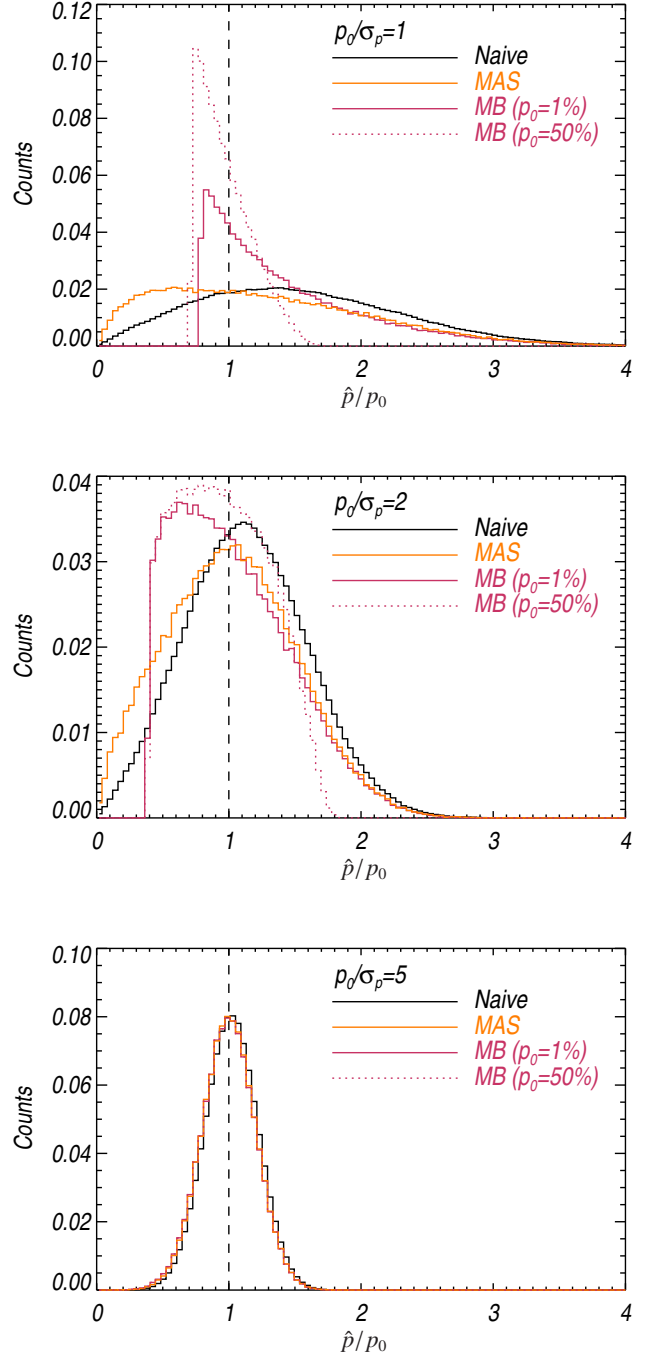 0.12
p₀/σₚ=1
Naive
0.10
MAS
MB (p₀=1%)
0.08
MB (p₀=50%)
0.06
Counts
0.04
0.02
0.00
0 1 2 3 4
p̂/p₀
0.04
p₀/σₚ=2
Naive
MAS
0.03
MB (p₀=1%)
MB (p₀=50%)
Counts
0.02
0.01
0.00
0 1 2 3 4
p̂/p₀
0.10
p₀/σₚ=5
Naive
0.08
MAS
MB (p₀=1%)
MB (p₀=50%)
0.06
Counts
0.04
0.02
0.00
0 1 2 3 4
p̂/p₀